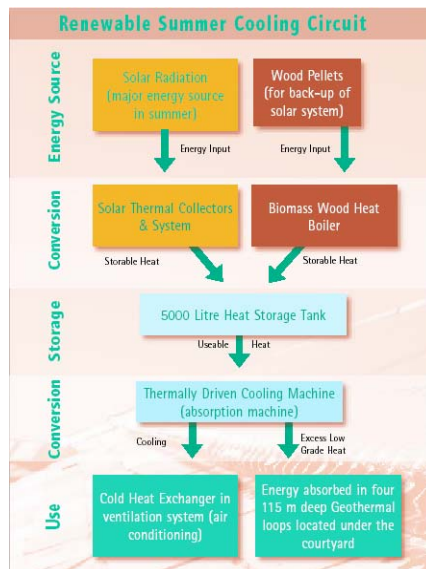 Renewable Summer Cooling Circuit
Energy Source
Solar Radiation
(major energy source
in summer)
Wood Pellets
(for back-up of
solar system)
Energy Input
Energy Input
Conversion
Solar Thermal Collectors
& System
Biomass Wood Heat
Boiler
Storable Heat
Storable Heat
Storage
5000 Litre Heat Storage Tank
Useable Heat
Conversion
Thermally Driven Cooling Machine
(absorption machine)
Cooling
Excess Low
Grade Heat
Use
Cold Heat Exchanger in
ventilation system (air
conditioning)
Energy absorbed in four
115 m deep Geothermal
loops located under the
courtyard